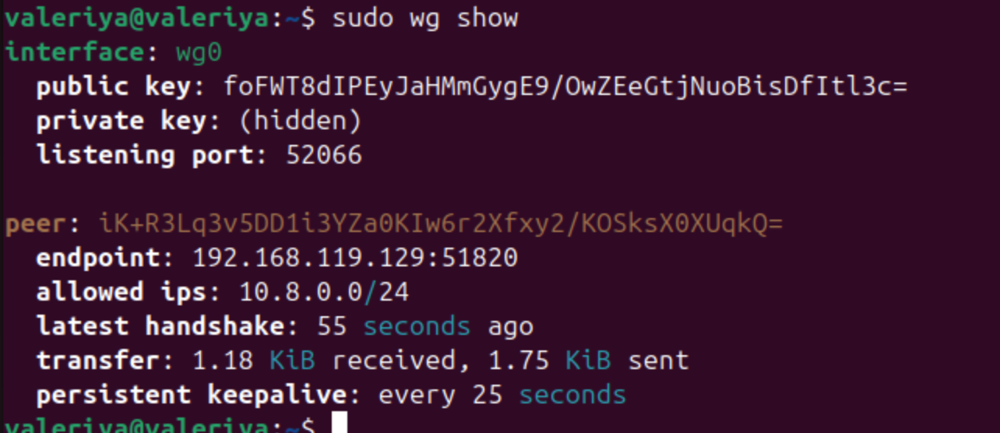 valeriya@valeriya:~$ sudo wg show
interface: wg0
public key: foFWT8dIPEyJaHMmGygE9/OwZEeGtjNuoBisDfItl3c=
private key: (hidden)
listening port: 52066
peer: iK+R3Lq3v5DD1i3YZa0KIw6r2Xfxy2/KOSksX0XUqkQ=
endpoint: 192.168.119.129:51820
allowed ips: 10.8.0.0/24
latest handshake: 55 seconds ago
transfer: 1.18 KiB received, 1.75 KiB sent
persistent keepalive: every 25 seconds
valeriya@valeriya:~$